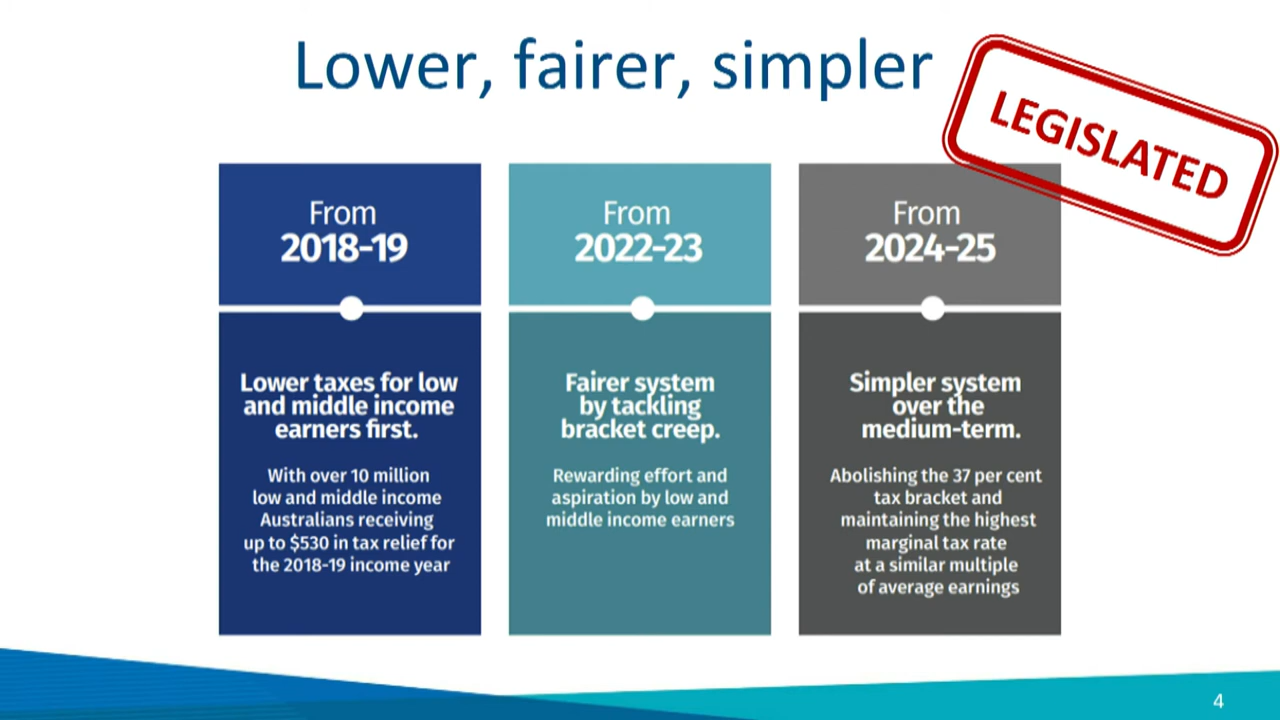 Lower, fairer, simpler
LEGISLATED
From
2018-19
Lower taxes for low
and middle income
earners first.
With over 10 million
low and middle income
Australians receiving
up to $530 in tax relief for
the 2018-19 income year
From
2022-23
Fairer system
by tackling
bracket creep.
Rewarding effort and
aspiration by low and
middle income earners
From
2024-25
Simpler system
over the
medium-term.
Abolishing the 37 per cent
tax bracket and
maintaining the highest
marginal tax rate
at a similar multiple
of average earnings
4